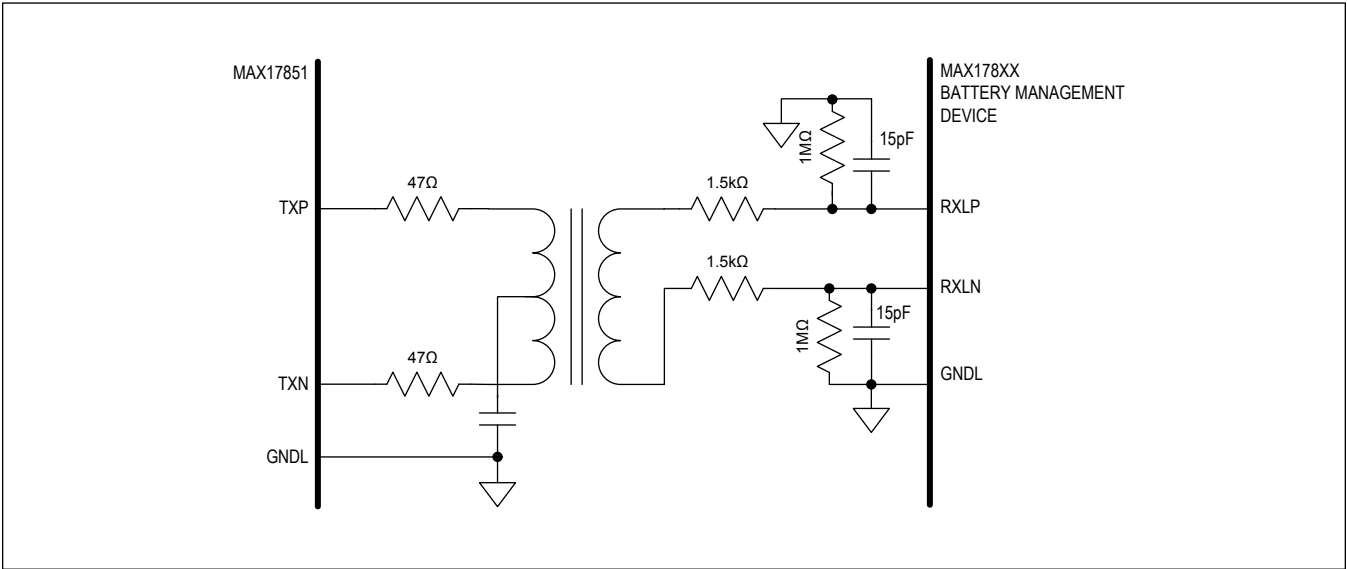 MAX17851
MAX178XX
BATTERY MANAGEMENT
DEVICE
1MΩ
15pF
47Ω
1.5kΩ
TXP
RXLP
1.5kΩ
RXLN
1MΩ
15pF
47Ω
TXN
GNDL
GNDL